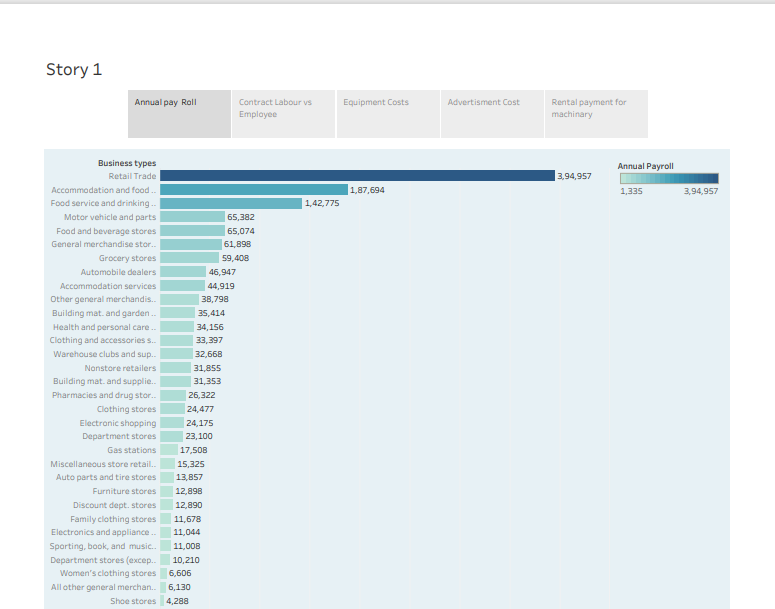 Story 1
Annual pay Roll
Contract Labour vs
Employee
Equipment Costs
Advertisment Cost
Rental payment for
machinary
Business types
Annual Payroll
1,335 3,94,957
Retail Trade 3,94,957
Accommodation and food .. 1,87,694
Food service and drinking .. 1,42,775
Motor vehicle and parts 65,382
Food and beverage stores 65,074
General merchandise stor.. 61,898
Grocery stores 59,408
Automobile dealers 46,947
Accommodation services 44,919
Other general merchandis.. 38,798
Building mat. and garden .. 35,414
Health and personal care .. 34,156
Clothing and accessories s.. 33,397
Warehouse clubs and sup.. 32,668
Nonstore retailers 31,855
Building mat. and supplie.. 31,353
Pharmacies and drug stor.. 26,322
Clothing stores 24,477
Electronic shopping 24,175
Department stores 23,100
Gas stations 17,508
Miscellaneous store retail.. 15,325
Auto parts and tire stores 13,857
Furniture stores 12,898
Discount dept. stores 12,890
Family clothing stores 11,678
Electronics and appliance .. 11,044
Sporting, book, and music.. 11,008
Department stores (excep.. 10,210
Women's clothing stores 6,606
All other general merchan.. 6,130
Shoe stores 4,288